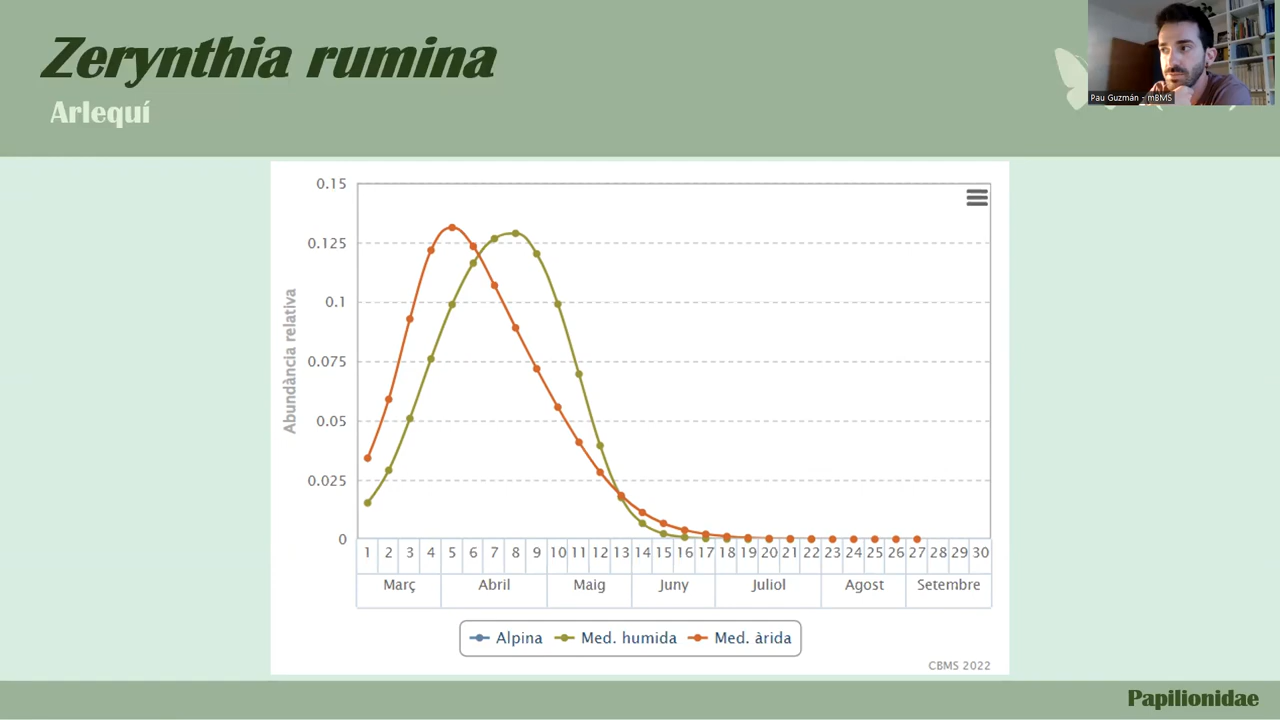 Zerynthia rumina
Arlequí
Pau Guzmán - mBMS
0.15
0.125
0.1
0.075
0.05
0.025
0
Abundància relativa
1 2 3 4 5 6 7 8 9 10 11 12 13 14 15 16 17 18 19 20 21 22 23 24 25 26 27 28 29 30
Març Abril Maig Juny Juliol Agost Setembre
Alpina Med. humida Med. àrida
CBMS 2022
Papilionidae